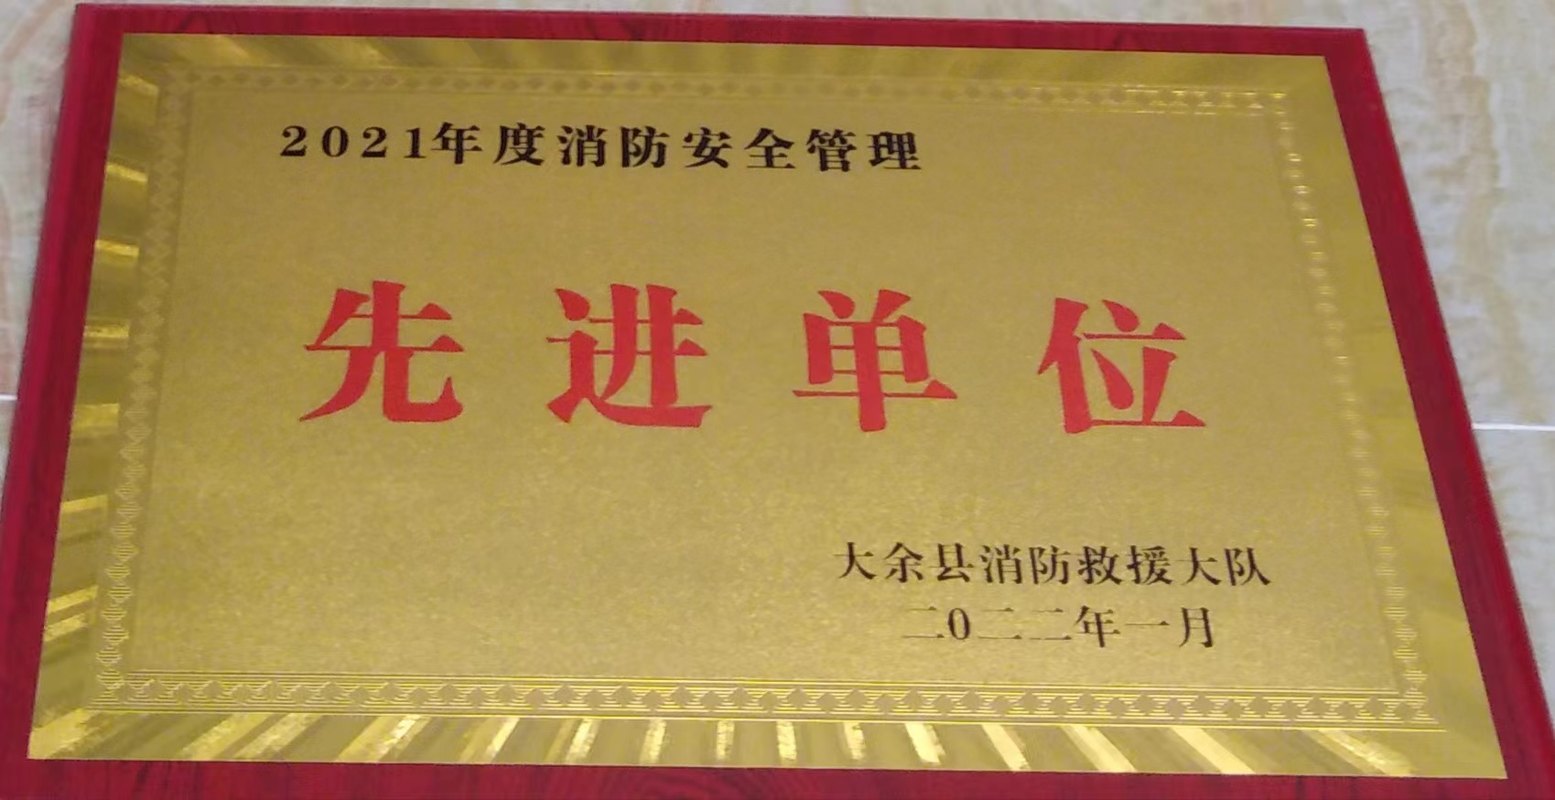 2021年度消防安全管理
先进单位
大余县消防救援大队
二0二二年一月